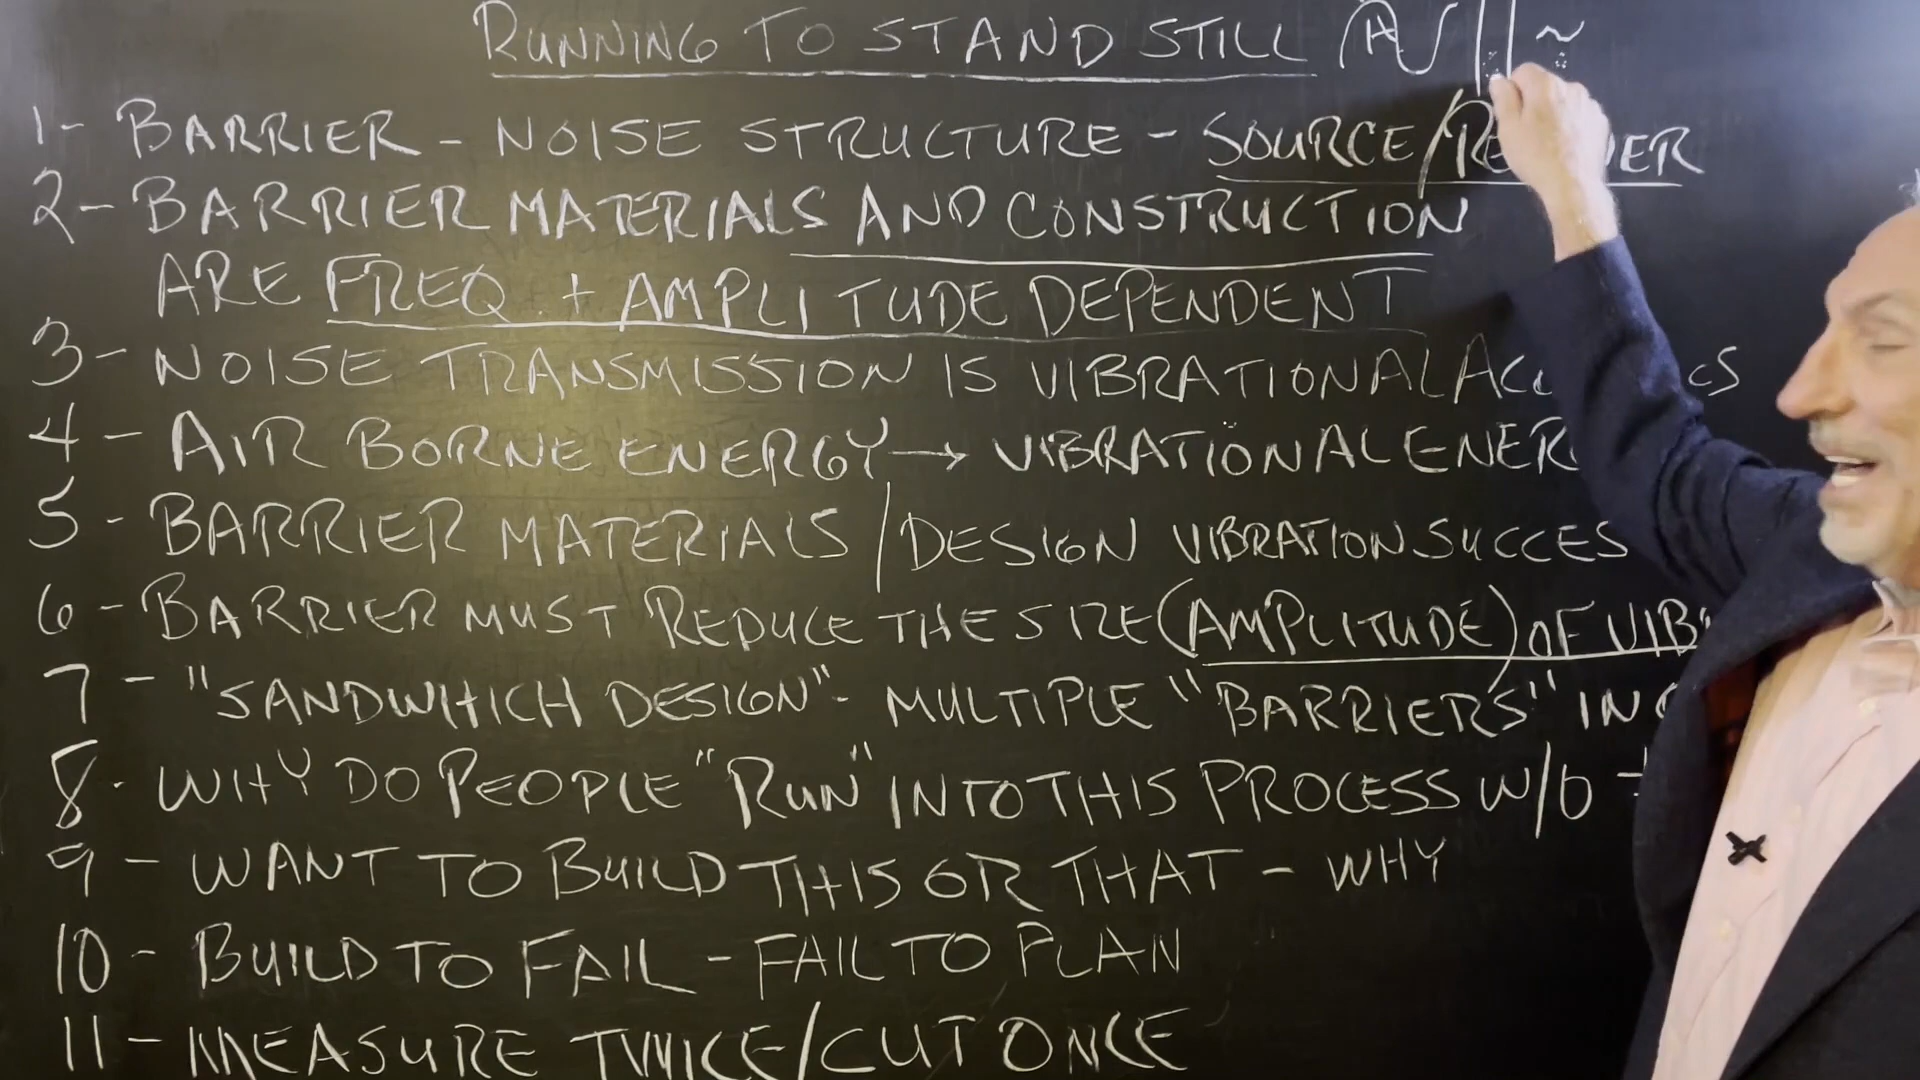 RUNNING TO STAND STILL A ~
1- BARRIER - NOISE STRUCTURE - SOURCE/
2- BARRIER MATERIALS AND CONSTRUCTION
ARE FREQ. + AMPLITUDE DEPENDENT
3- NOISE TRANSMISSION IS VIBRATIONAL
4- AIR BORNE ENERGY → VIBRATIONAL ENER
5- BARRIER MATERIALS / DESIGN VIBRATION SUCCES
6- BARRIER MUST REDUCE THE SIZE (AMPLITUDE) OF VIB
7- "SANDWHICH DESIGN" - MULTIPLE "BARRIERS" IN
8- WHY DO PEOPLE "RUN" INTO THIS PROCESS W/O
9- WANT TO BUILD THIS OR THAT - WHY
10- BUILD TO FAIL - FAIL TO PLAN
11- MEASURE TWICE/CUT ONCE